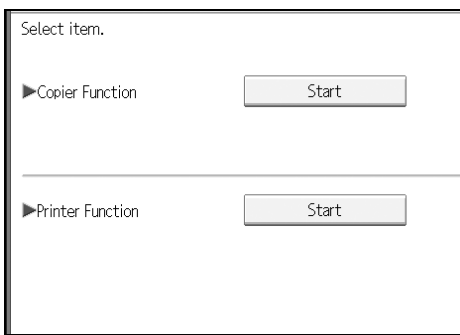 Select item.
▶Copier Function Start
▶Printer Function Start